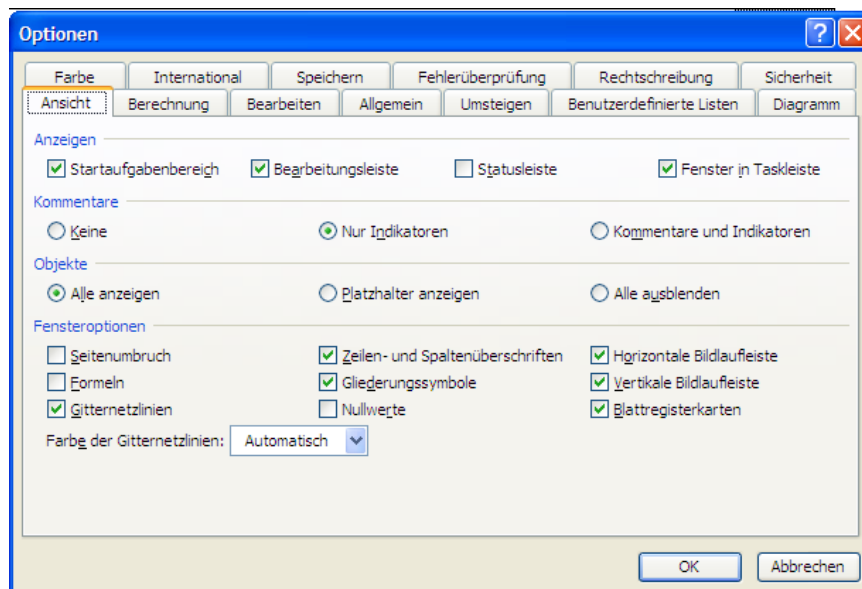 Optionen
Farbe International Speichern Fehlerüberprüfung Rechtschreibung Sicherheit
Ansicht Berechnung Bearbeiten Allgemein Umsteigen Benutzerdefinierte Listen Diagramm
Anzeigen
Startaufgabenbereich Bearbeitungsleiste Statusleiste Fenster in Taskleiste
Kommentare
Keine Nur Indikatoren Kommentare und Indikatoren
Objekte
Alle anzeigen Platzhalter anzeigen Alle ausblenden
Fensteroptionen
Seitenumbruch Zeilen- und Spaltenüberschriften Horizontale Bildlaufleiste
Formeln Gliederungssymbole Vertikale Bildlaufleiste
Gitternetzlinien Nullwerte Blattregisterkarten
Farbe der Gitternetzlinien: Automatisch
OK Abbrechen